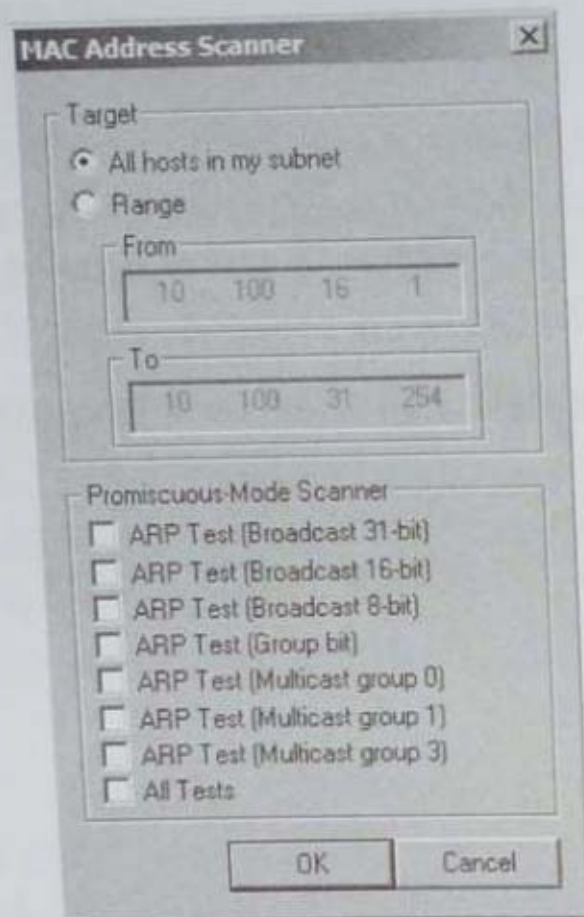 MAC Address Scanner
Target
All hosts in my subnet
Range
From
10 . 100 . 16 . 1
To
10 . 100 . 31 . 254
Promiscuous-Mode Scanner
ARP Test (Broadcast 31-bit)
ARP Test (Broadcast 16-bit)
ARP Test (Broadcast 8-bit)
ARP Test (Group bit)
ARP Test (Multicast group 0)
ARP Test (Multicast group 1)
ARP Test (Multicast group 3)
All Tests
OK Cancel